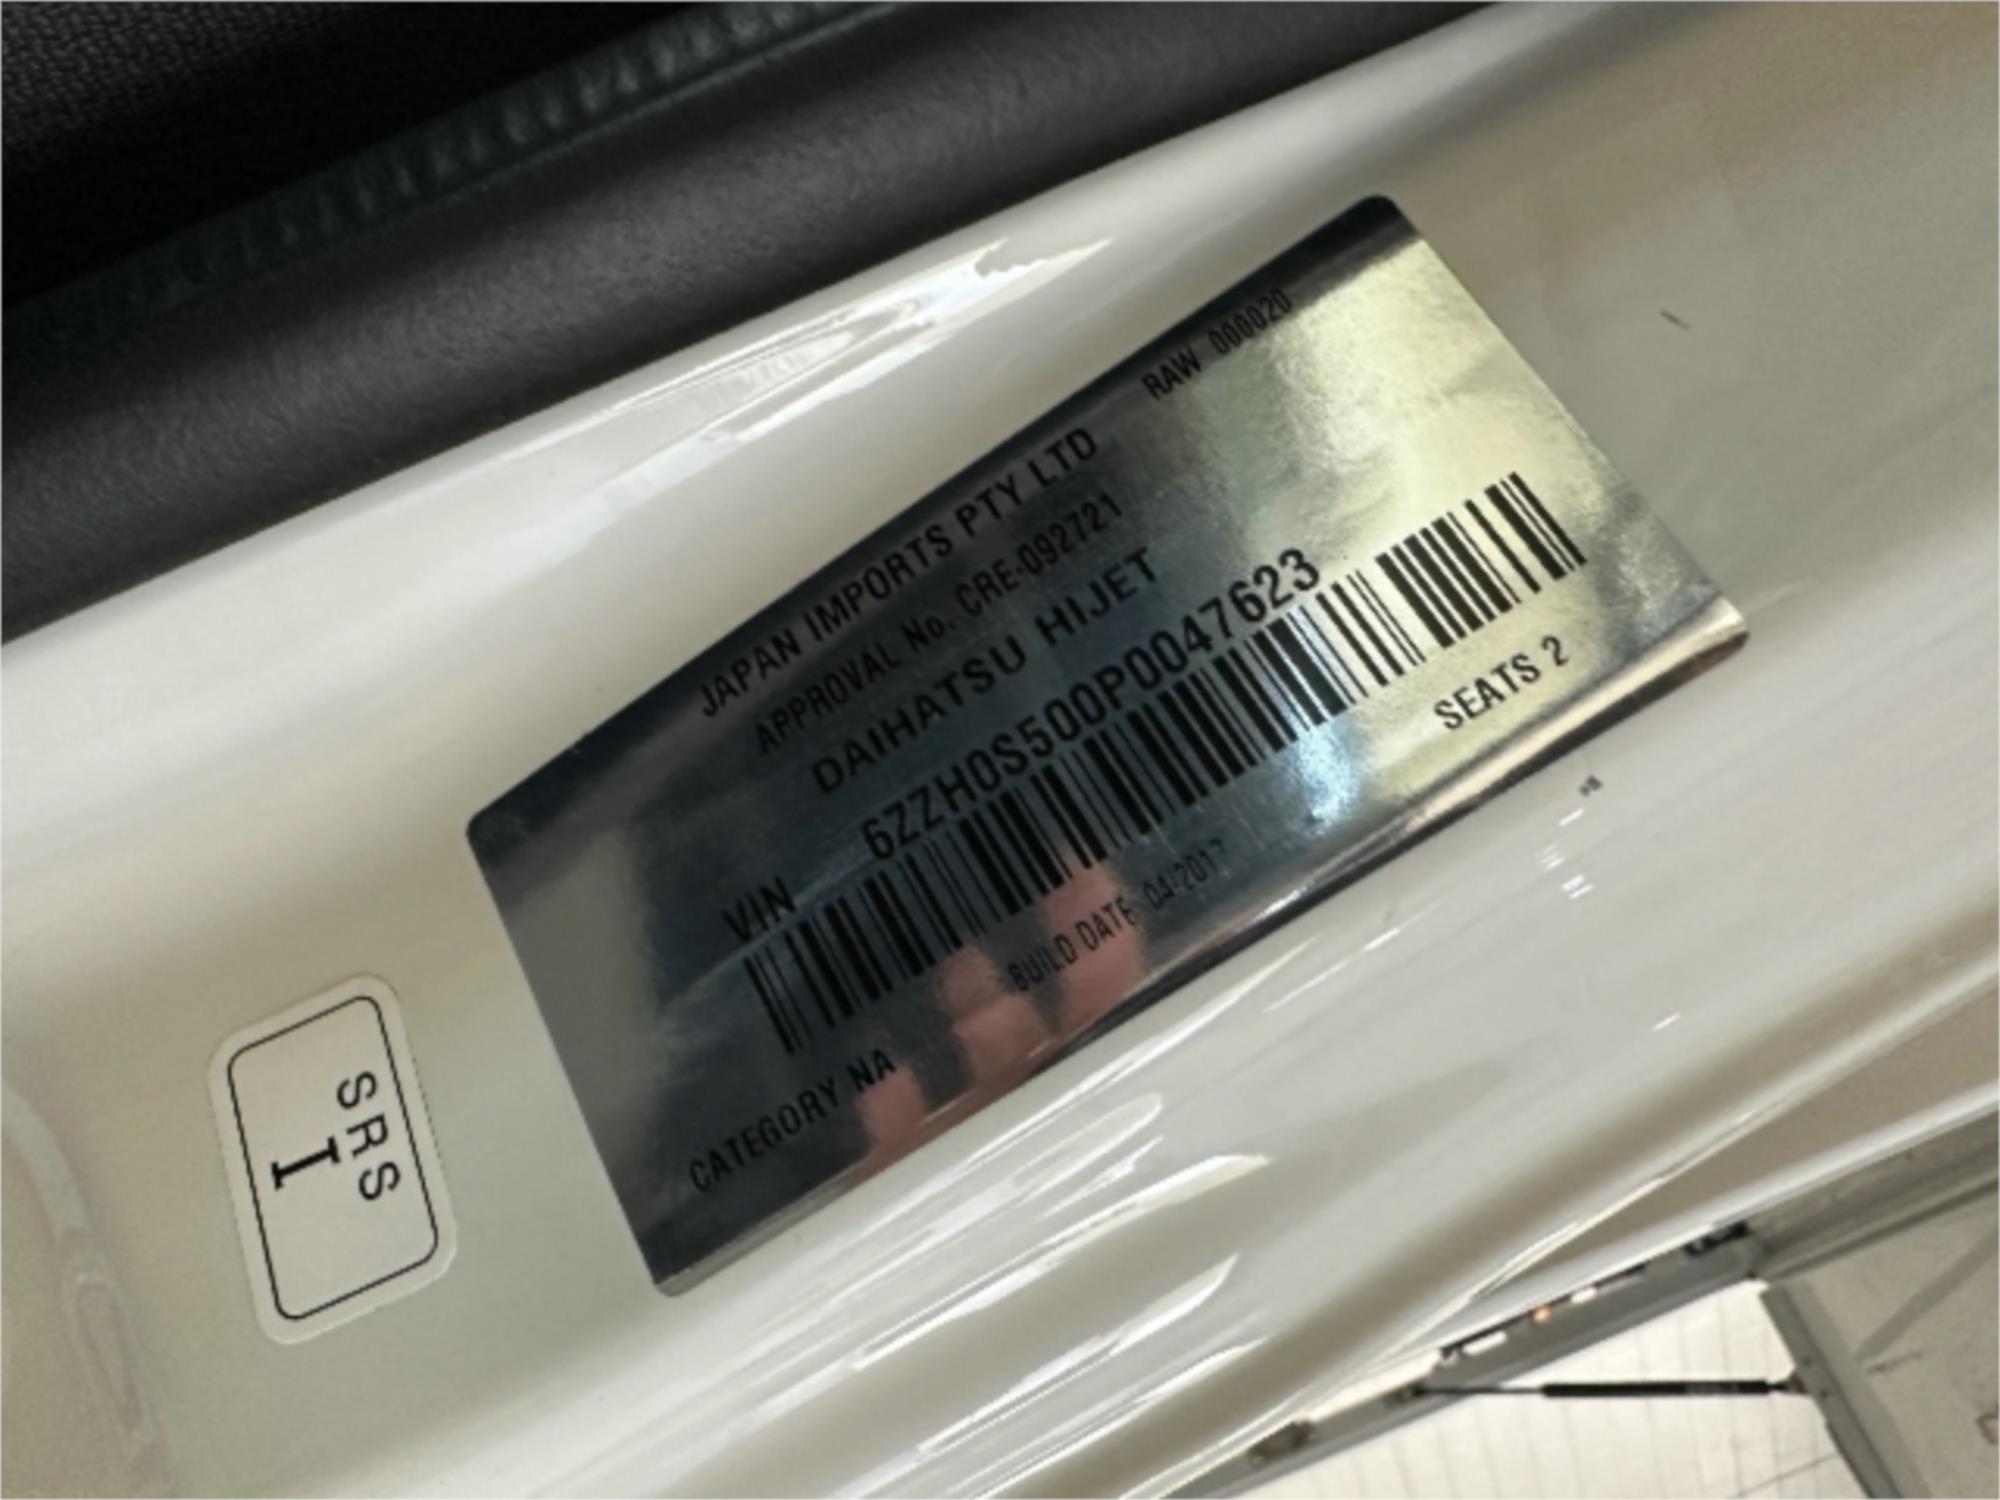 RAW 000020
JAPAN IMPORTS PTY LTD
APPROVAL No. CRE-092721
DAIHATSU HIJET
VIN 6ZZH0S500P0047623
CATEGORY NA BUILD DATE 04/2017 SEATS 2
SRS
I